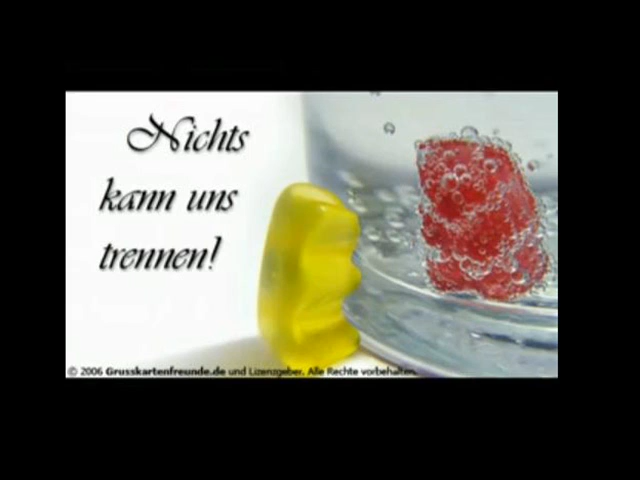 Nichts
kann uns
trennen!
© 2006 Grusskartenfreunde.de und Lizenzgeber. Alle Rechte vorbehalten.